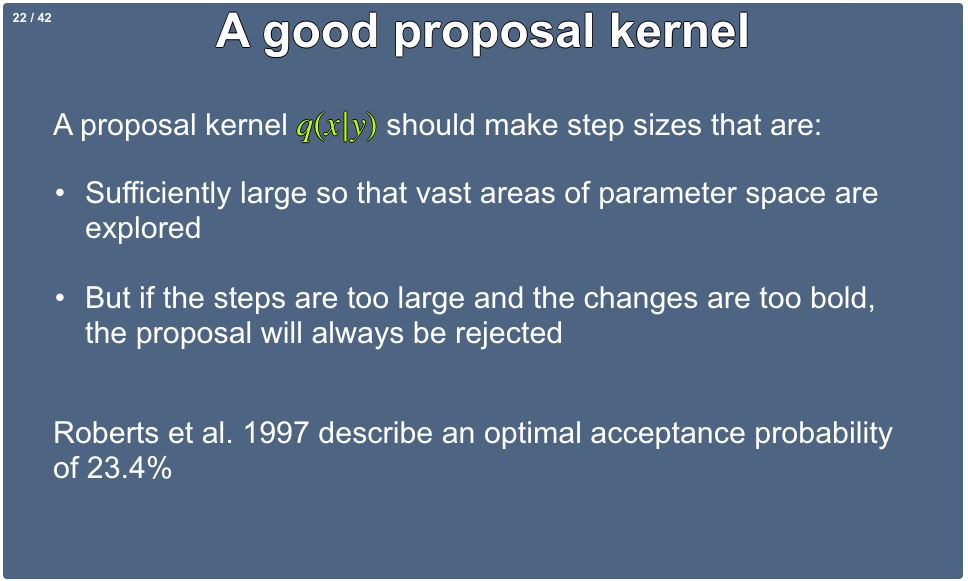 22 / 42
A good proposal kernel
A proposal kernel q(x|y) should make step sizes that are:
• Sufficiently large so that vast areas of parameter space are
explored
• But if the steps are too large and the changes are too bold,
the proposal will always be rejected
Roberts et al. 1997 describe an optimal acceptance probability
of 23.4%